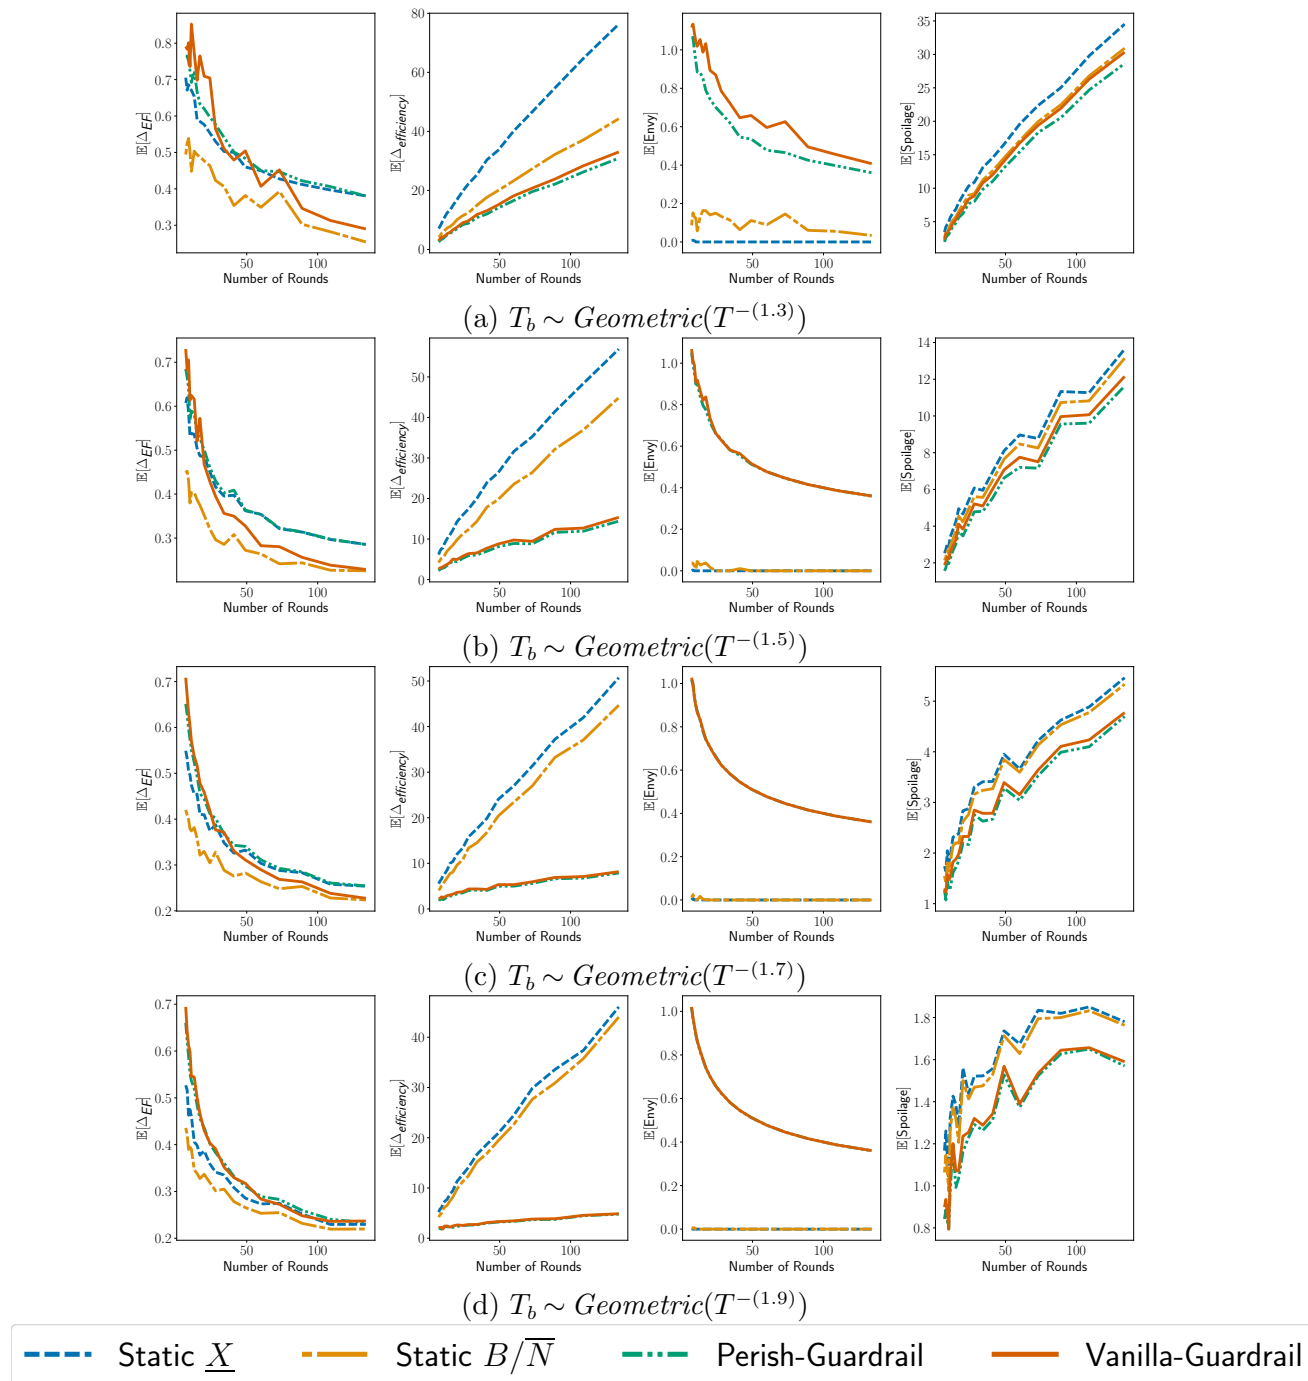 0.8
0.7
0.6
0.5
0.4
0.3
𝔼[Δ_EF]
50 100
Number of Rounds
80
60
40
20
0
𝔼[Δ_efficiency]
50 100
Number of Rounds
1.0
0.8
0.6
0.4
0.2
0.0
𝔼[Envy]
50 100
Number of Rounds
35
30
25
20
15
10
5
𝔼[Spoilage]
50 100
Number of Rounds
(a) T_b ∼ Geometric(T^{-(1.3)})
0.7
0.6
0.5
0.4
0.3
𝔼[Δ_EF]
50 100
Number of Rounds
50
40
30
20
10
0
𝔼[Δ_efficiency]
50 100
Number of Rounds
1.0
0.8
0.6
0.4
0.2
0.0
𝔼[Envy]
50 100
Number of Rounds
14
12
10
8
6
4
2
𝔼[Spoilage]
50 100
Number of Rounds
(b) T_b ∼ Geometric(T^{-(1.5)})
0.7
0.6
0.5
0.4
0.3
0.2
𝔼[Δ_EF]
50 100
Number of Rounds
50
40
30
20
10
0
𝔼[Δ_efficiency]
50 100
Number of Rounds
1.0
0.8
0.6
0.4
0.2
0.0
𝔼[Envy]
50 100
Number of Rounds
5
4
3
2
1
𝔼[Spoilage]
50 100
Number of Rounds
(c) T_b ∼ Geometric(T^{-(1.7)})
0.7
0.6
0.5
0.4
0.3
0.2
𝔼[Δ_EF]
50 100
Number of Rounds
40
30
20
10
0
𝔼[Δ_efficiency]
50 100
Number of Rounds
1.0
0.8
0.6
0.4
0.2
0.0
𝔼[Envy]
50 100
Number of Rounds
1.8
1.6
1.4
1.2
1.0
0.8
𝔼[Spoilage]
50 100
Number of Rounds
(d) T_b ∼ Geometric(T^{-(1.9)})
Static X̲ Static B/N̅ Perish-Guardrail Vanilla-Guardrail